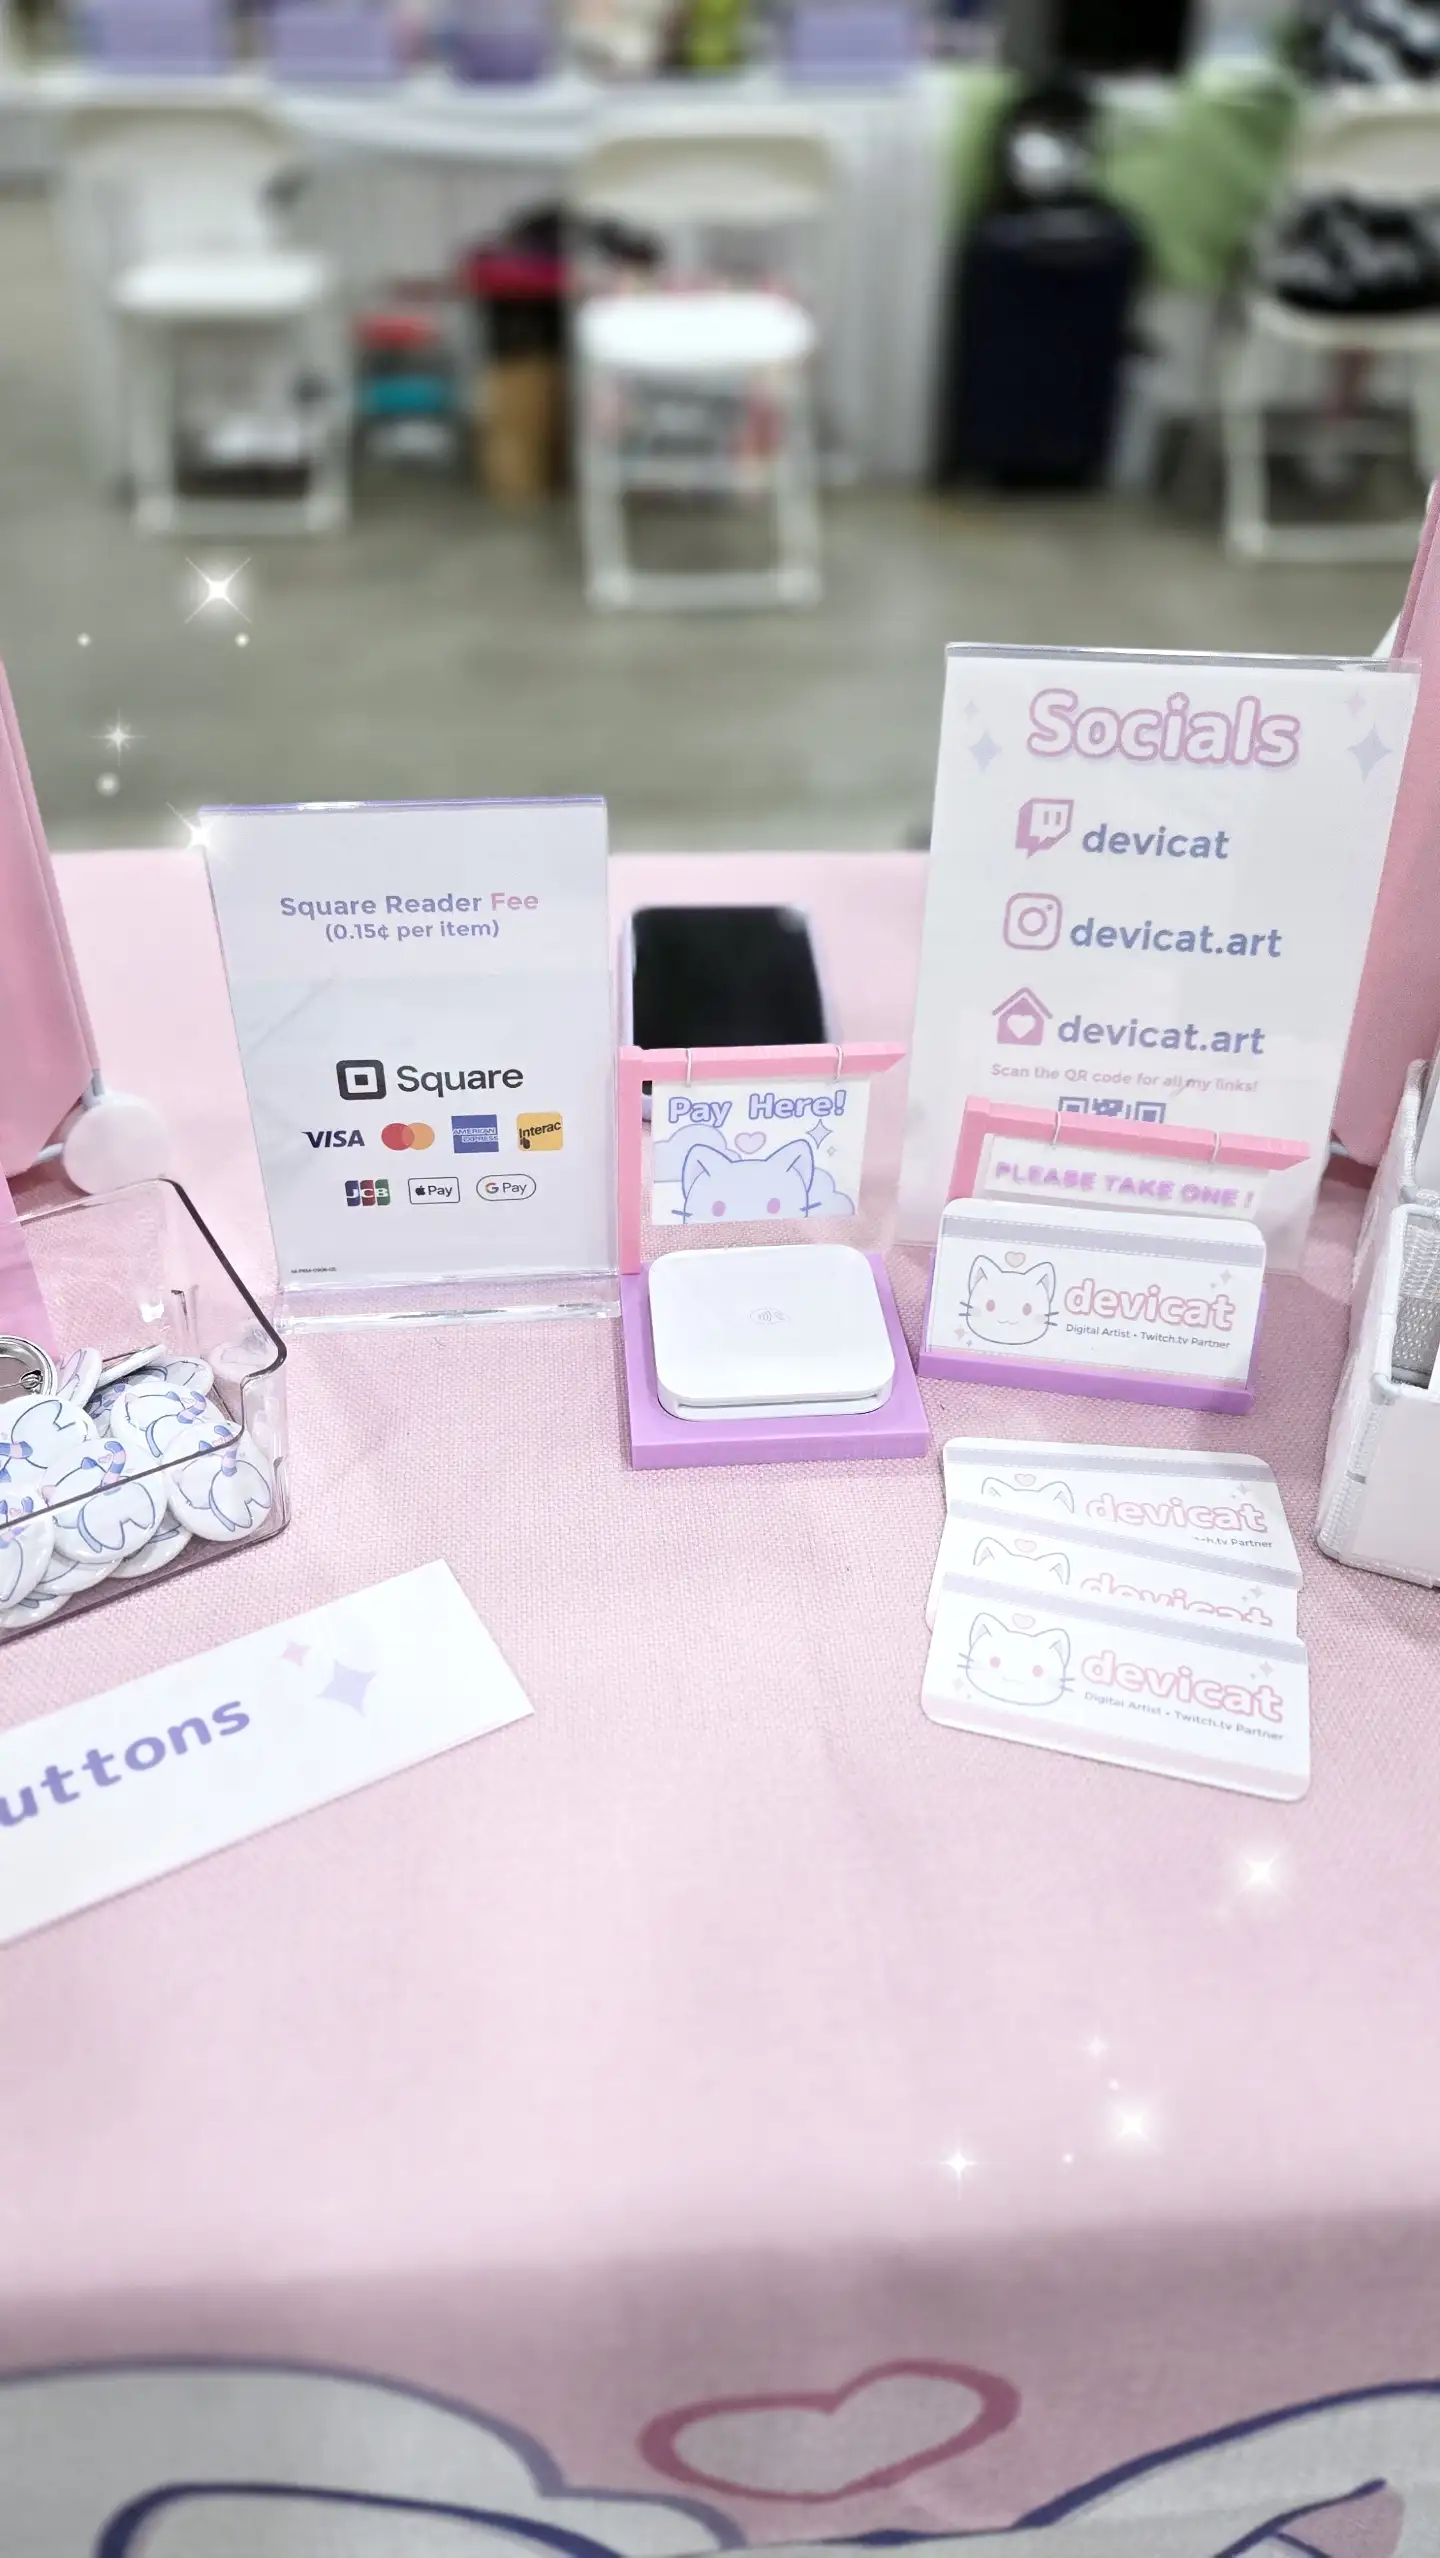 Socials
devicat
devicat.art
devicat.art
Scan the QR code for all my links!
Square Reader Fee
(0.15¢ per item)
Square
VISA
AMERICAN
EXPRESS
Interac
JCB
Pay
G Pay
Pay Here!
PLEASE TAKE ONE !
devicat
Digital Artist • Twitch.tv Partner
devicat
Partner
devicat
devicat
Digital Artist • Twitch.tv Partner
uttons